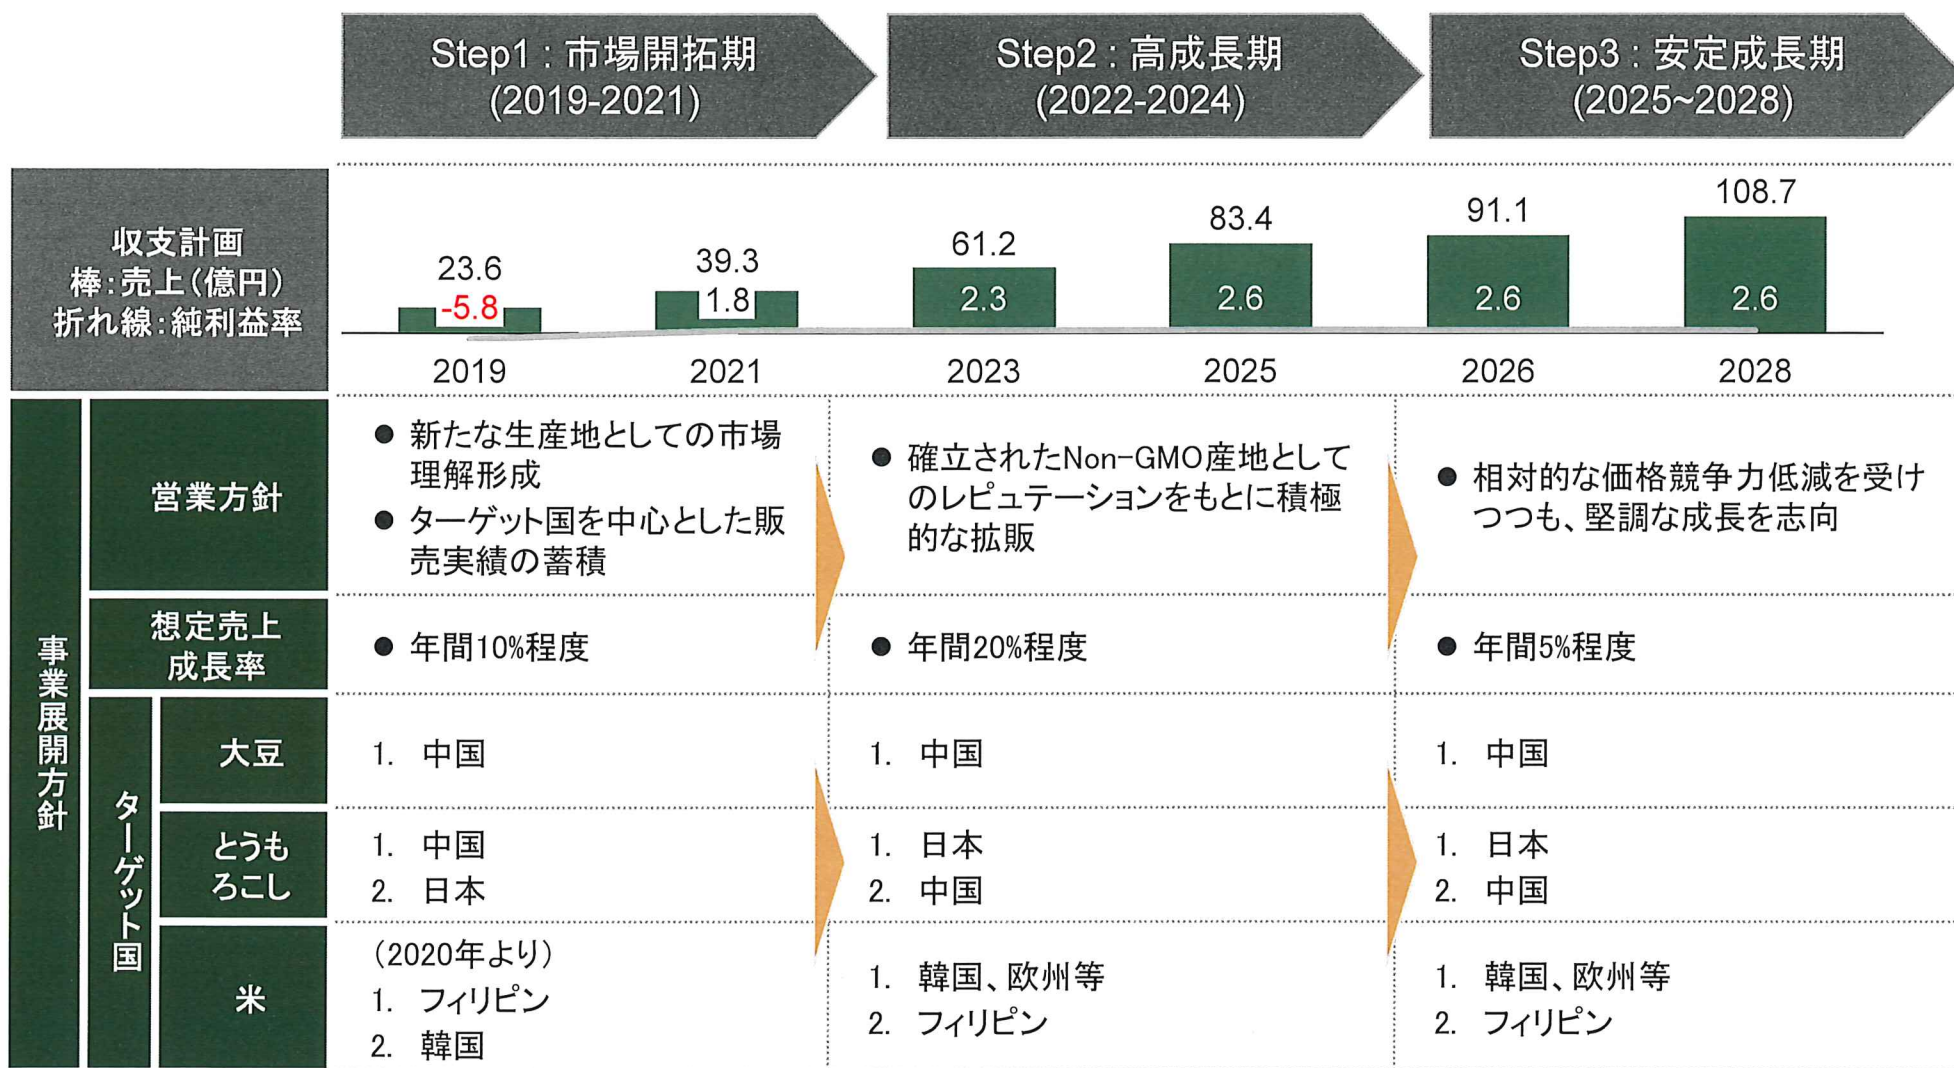 Step1 : 市場開拓期
(2019-2021)
Step2 : 高成長期
(2022-2024)
Step3 : 安定成長期
(2025~2028)
収支計画
棒：売上（億円）
折れ線：純利益率
23.6
39.3
61.2
83.4
91.1
108.7
-5.8
1.8
2.3
2.6
2.6
2.6
2019
2021
2023
2025
2026
2028
事業展開方針
営業方針
● 新たな生産地としての市場
理解形成
● ターゲット国を中心とした販
売実績の蓄積
● 確立されたNon-GMO産地として
のレピュテーションをもとに積極
的な拡販
● 相対的な価格競争力低減を受け
つつも、堅調な成長を志向
想定売上
成長率
● 年間10%程度
● 年間20%程度
● 年間5%程度
ターゲット国
大豆
1. 中国
1. 中国
1. 中国
とうも
ろこし
1. 中国
2. 日本
1. 日本
2. 中国
1. 日本
2. 中国
米
（2020年より）
1. フィリピン
2. 韓国
1. 韓国、欧州等
2. フィリピン
1. 韓国、欧州等
2. フィリピン